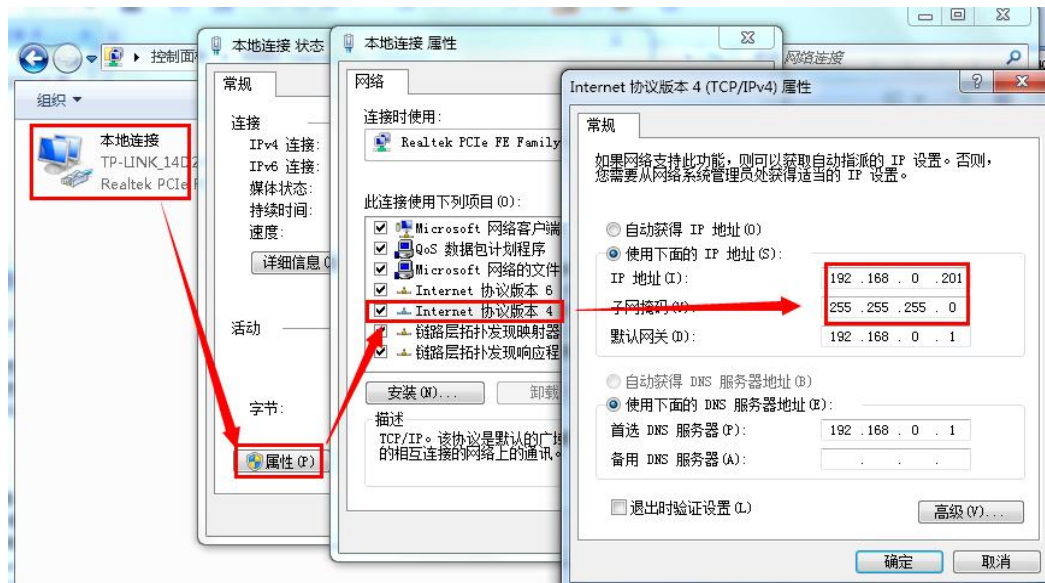 控制面
网络连接
组织
本地连接
TP-LINK_14D2
Realtek PCIe F
本地连接 状态
常规
连接
IPv4 连接:
IPv6 连接:
媒体状态:
持续时间:
速度:
详细信息(
活动
字节:
属性(P)
本地连接 属性
网络
连接时使用:
Realtek PCIe FE Family
此连接使用下列项目(O):
Microsoft 网络客户端
QoS 数据包计划程序
Microsoft 网络的文件
Internet 协议版本 6
Internet 协议版本 4
链路层拓扑发现映射器
链路层拓扑发现响应程
安装(N)...
卸载
描述
TCP/IP。该协议是默认的广域
的相互连接的网络上的通讯。
Internet 协议版本 4 (TCP/IPv4) 属性
常规
如果网络支持此功能，则可以获取自动指派的 IP 设置。否则，
您需要从网络系统管理员处获得适当的 IP 设置。
自动获得 IP 地址(O)
使用下面的 IP 地址(S):
IP 地址(I): 192 .168 . 0 .201
子网掩码(U): 255 .255 .255 . 0
默认网关(D): 192 .168 . 0 . 1
自动获得 DNS 服务器地址(B)
使用下面的 DNS 服务器地址(E):
首选 DNS 服务器(P): 192 .168 . 0 . 1
备用 DNS 服务器(A): . . .
退出时验证设置(L)
高级(V)...
确定
取消